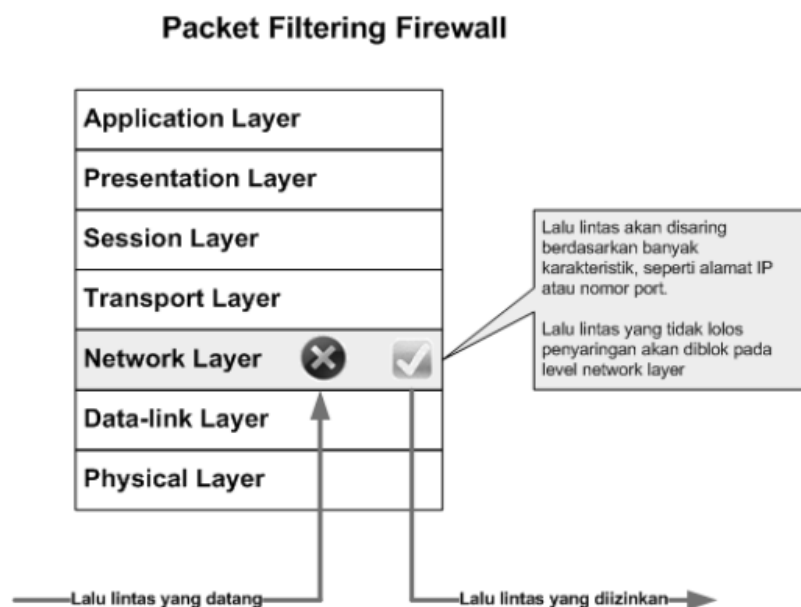 Packet Filtering Firewall
Application Layer
Presentation Layer
Session Layer
Transport Layer
Network Layer
Data-link Layer
Physical Layer
Lalu lintas akan disaring
berdasarkan banyak
karakteristik, seperti alamat IP
atau nomor port.
Lalu lintas yang tidak lolos
penyaringan akan diblok pada
level network layer
Lalu lintas yang datang
Lalu lintas yang diizinkan